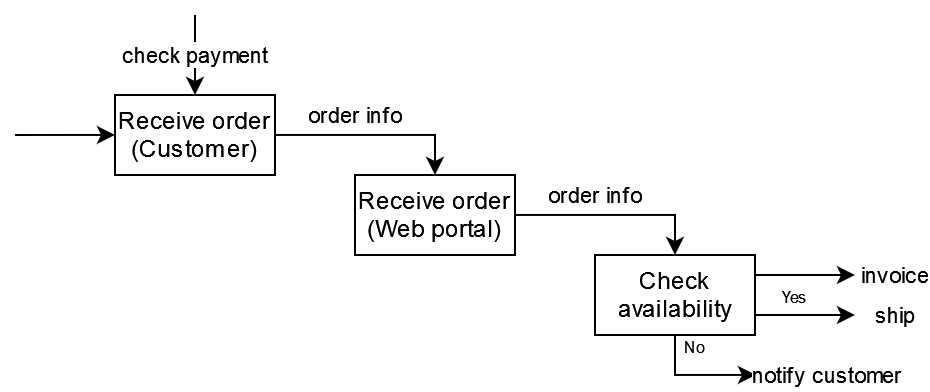 check payment
Receive order
(Customer)
order info
Receive order
(Web portal)
order info
Check
availability
invoice
Yes
ship
No
notify customer